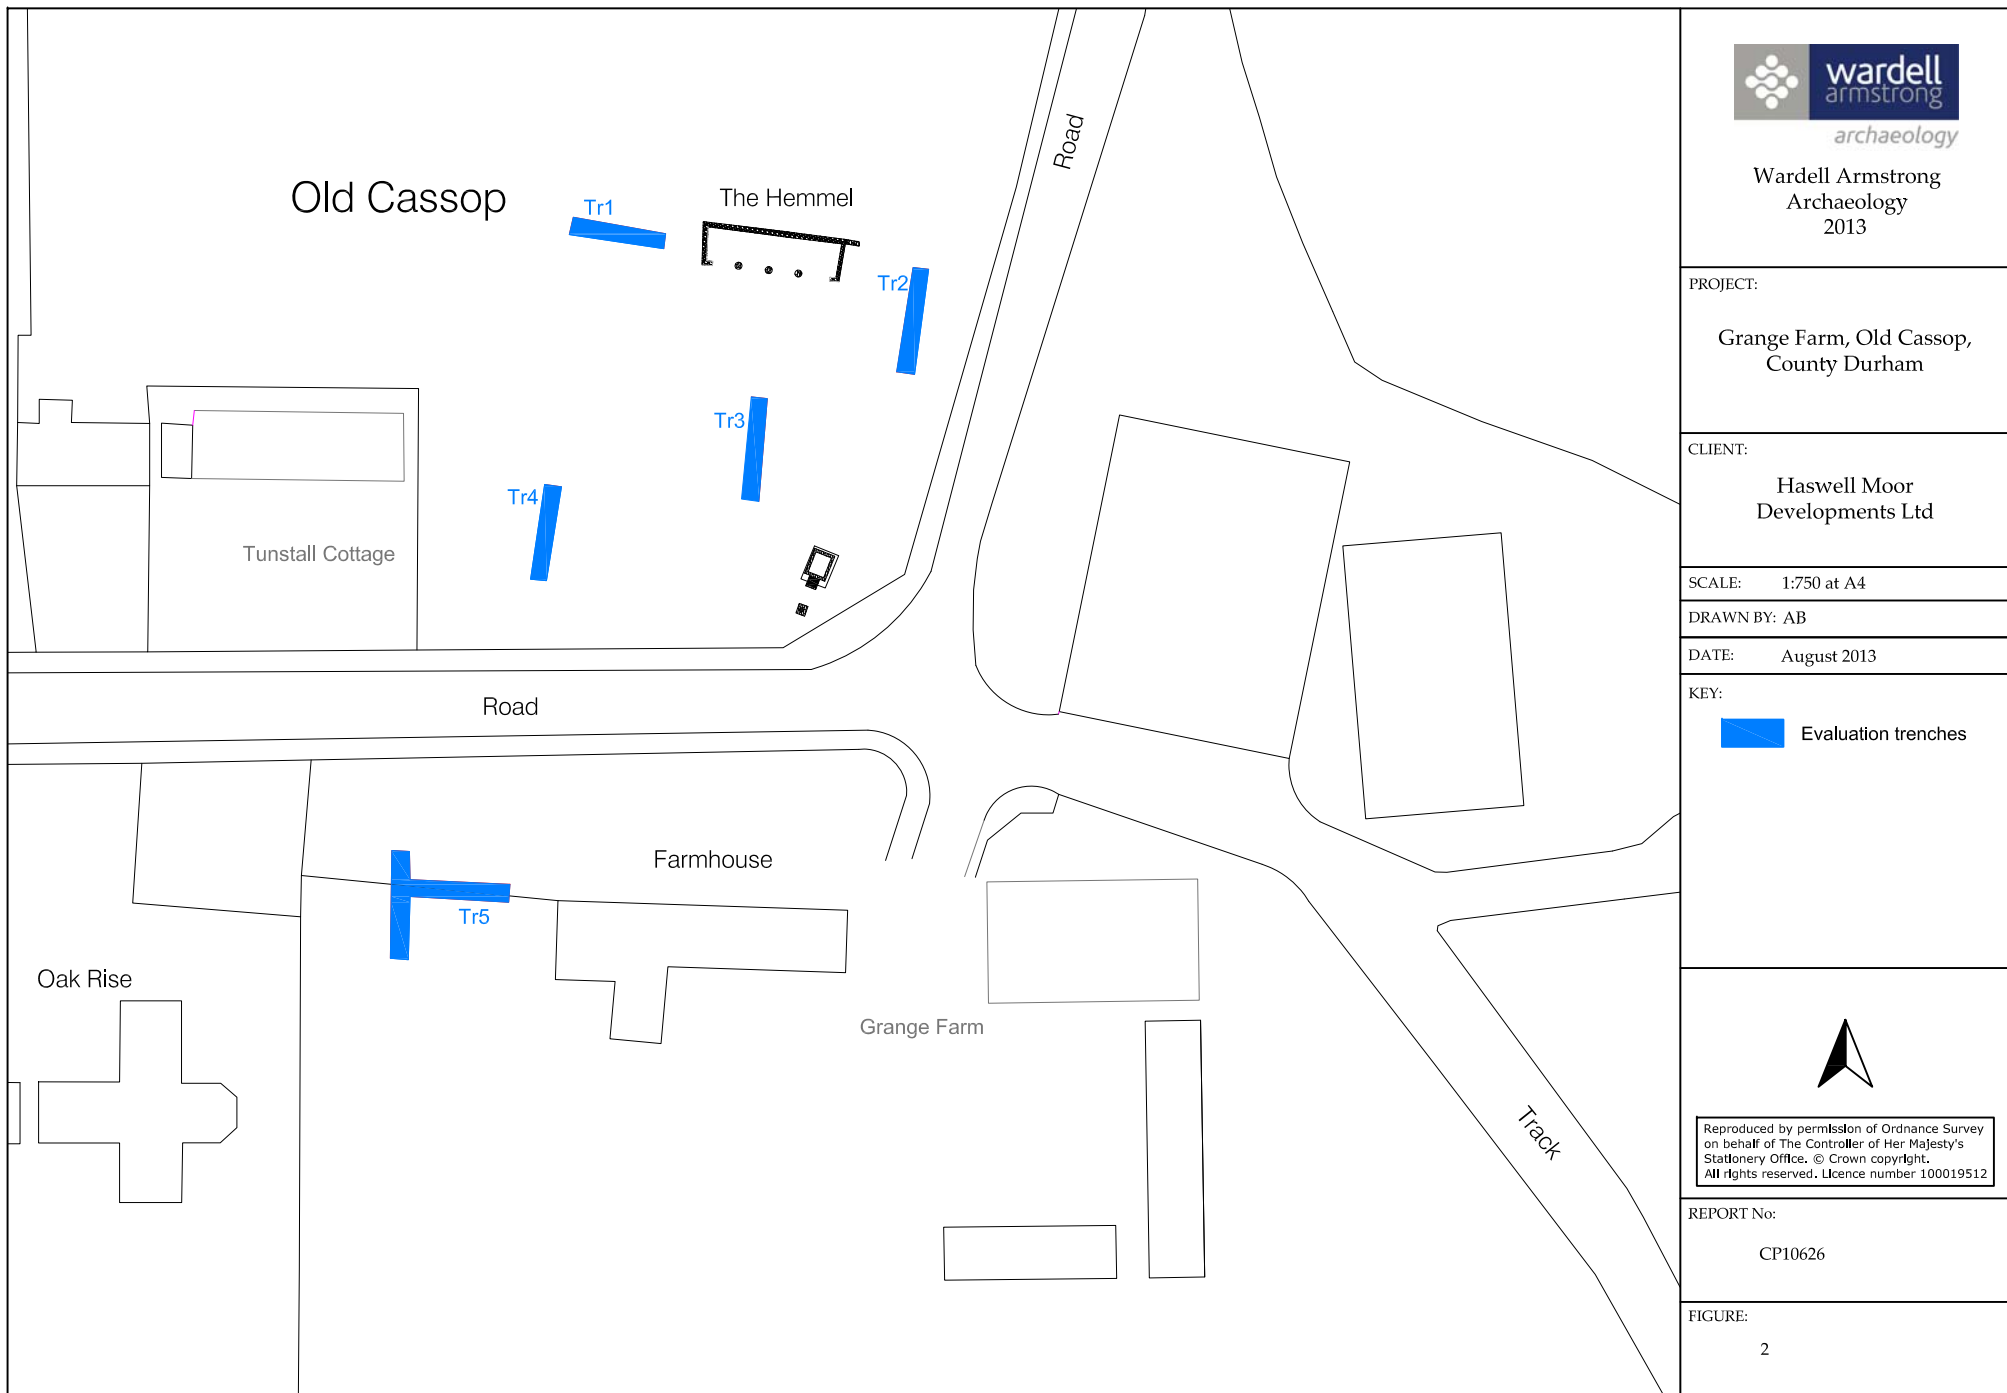 Old Cassop
Tr1
The Hemmel
Tr2
Road
Tr3
Tr4
Tunstall Cottage
Road
Farmhouse
Tr5
Oak Rise
Grange Farm
Track
wardell
armstrong
archaeology
Wardell Armstrong
Archaeology
2013
PROJECT:
Grange Farm, Old Cassop,
County Durham
CLIENT:
Haswell Moor
Developments Ltd
SCALE: 1:750 at A4
DRAWN BY: AB
DATE: August 2013
KEY:
Evaluation trenches
Reproduced by permission of Ordnance Survey
on behalf of The Controller of Her Majesty's
Stationery Office. © Crown copyright.
All rights reserved. Licence number 100019512
REPORT No:
CP10626
FIGURE:
2